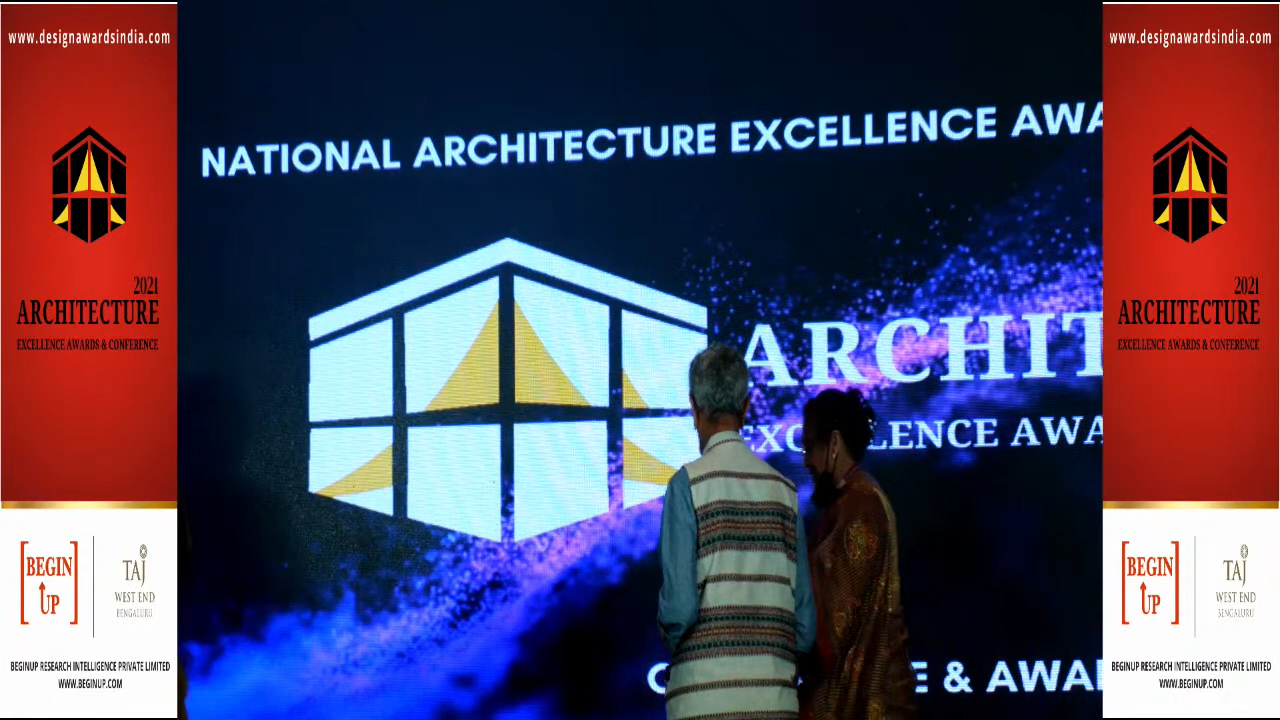 www.designawardsindia.com
2021
ARCHITECTURE
EXCELLENCE AWARDS & CONFERENCE
[BEGIN UP]
TAJ
WEST END
BENGALURU
BEGINUP RESEARCH INTELLIGENCE PRIVATE LIMITED
WWW.BEGINUP.COM
NATIONAL ARCHITECTURE EXCELLENCE AWA
ARCHIT
EXC LENCE AWA
C E & AWA
www.designawardsindia.com
2021
ARCHITECTURE
EXCELLENCE AWARDS & CONFERENCE
[BEGIN UP]
TAJ
WEST END
BENGALURU
BEGINUP RESEARCH INTELLIGENCE PRIVATE LIMITED
WWW.BEGINUP.COM